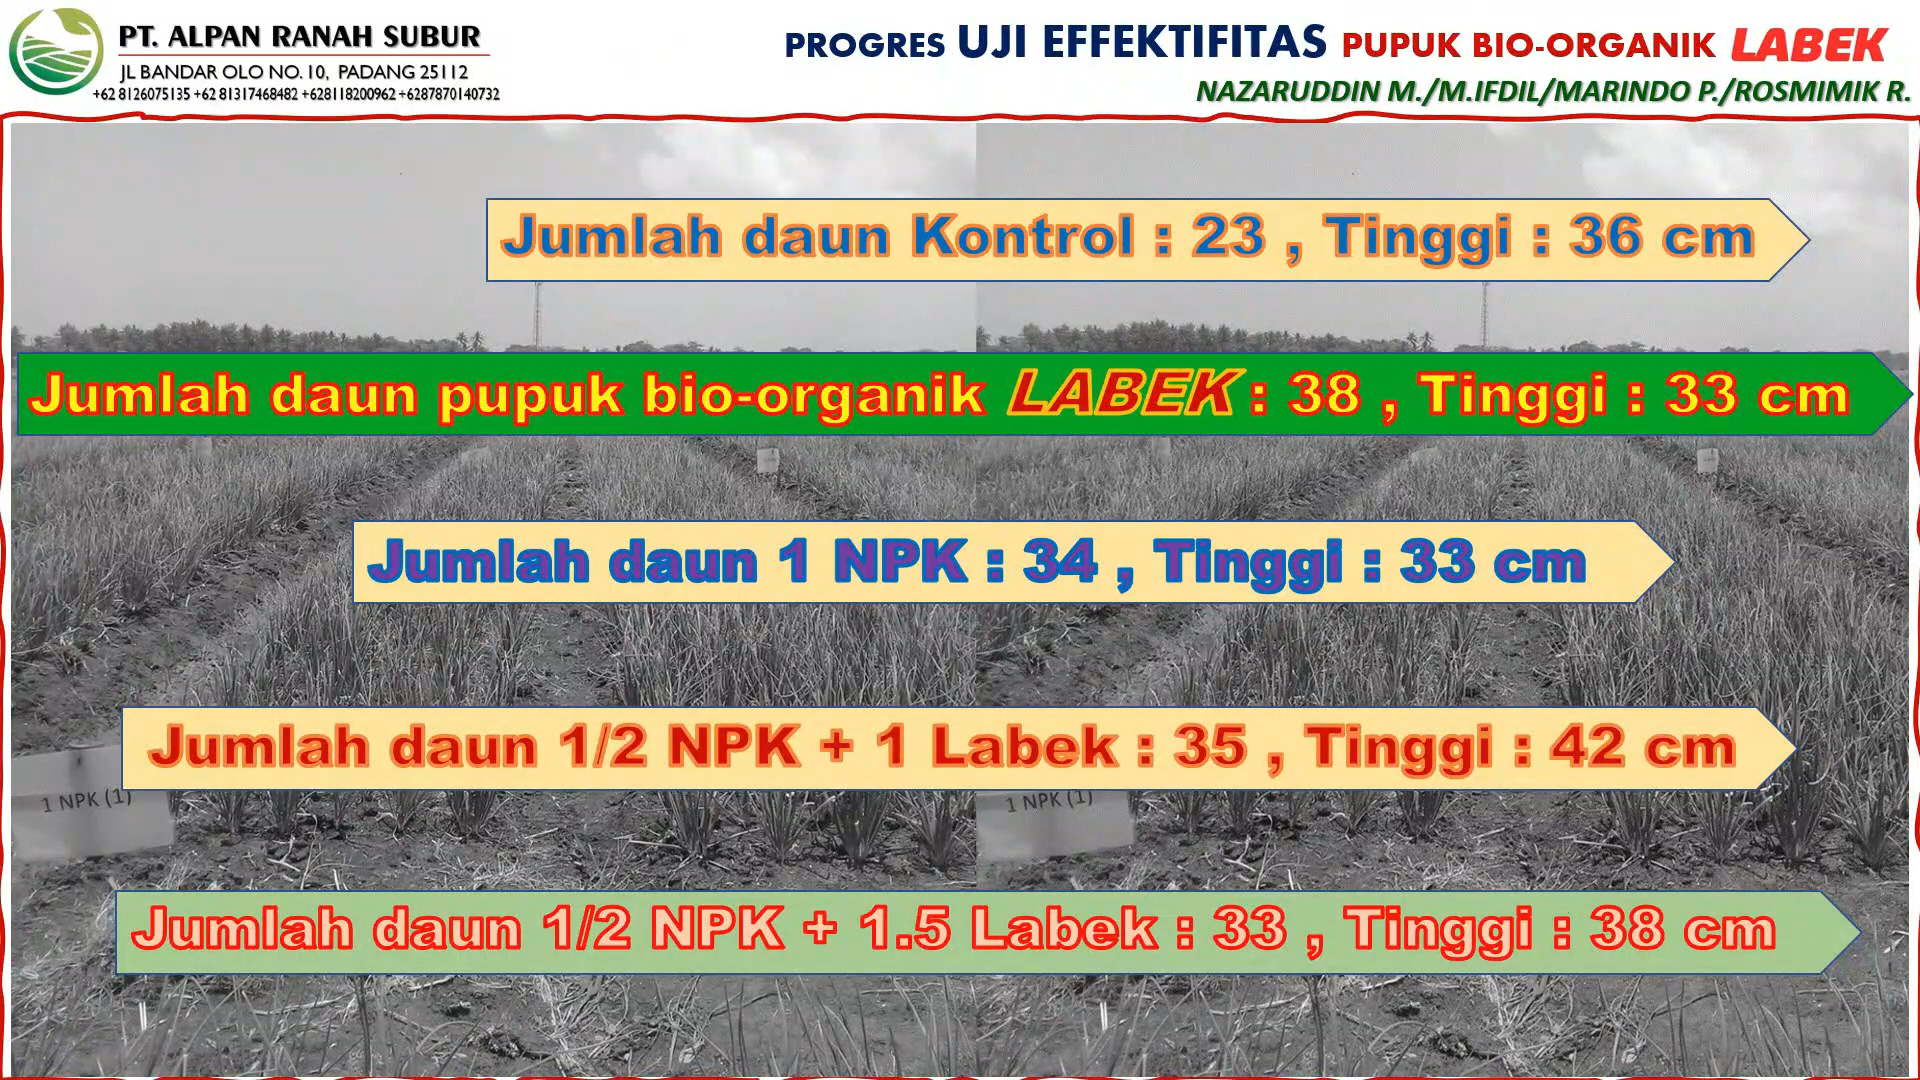 PT. ALPAN RANAH SUBUR
JL BANDAR OLO NO. 10, PADANG 25112
+62 8126075135 +62 81317468482 +628118200962 +6287870140732
PROGRES UJI EFFEKTIFITAS PUPUK BIO-ORGANIK LABEK
NAZARUDDIN M./M.IFDIL/MARINDO P./ROSMIMIK R.
Jumlah daun Kontrol : 23 , Tinggi : 36 cm
Jumlah daun pupuk bio-organik LABEK : 38 , Tinggi : 33 cm
Jumlah daun 1 NPK : 34 , Tinggi : 33 cm
Jumlah daun 1/2 NPK + 1 Labek : 35 , Tinggi : 42 cm
1 NPK (1)
1 NPK (1)
Jumlah daun 1/2 NPK + 1.5 Labek : 33 , Tinggi : 38 cm